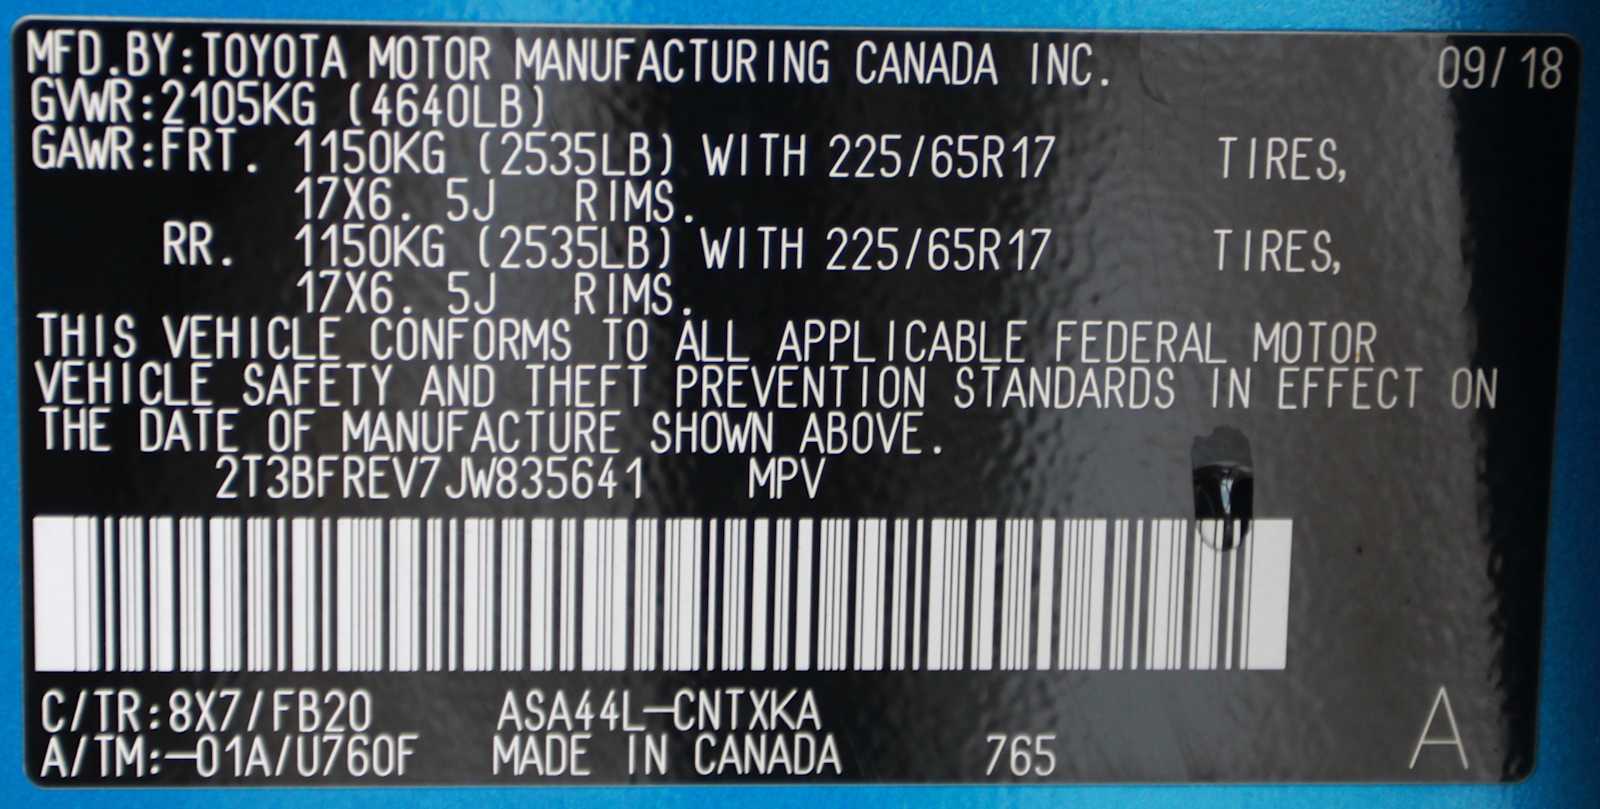 MFD.BY:TOYOTA MOTOR MANUFACTURING CANADA INC. 09/18
GVWR:2105KG (4640LB)
GAWR:FRT. 1150KG (2535LB) WITH 225/65R17 TIRES,
17X6.5J RIMS.
RR. 1150KG (2535LB) WITH 225/65R17 TIRES,
17X6.5J RIMS.
THIS VEHICLE CONFORMS TO ALL APPLICABLE FEDERAL MOTOR
VEHICLE SAFETY AND THEFT PREVENTION STANDARDS IN EFFECT ON
THE DATE OF MANUFACTURE SHOWN ABOVE.
2T3BFREV7JW835641 MPV
C/TR:8X7/FB20 ASA44L-CNTXKA
A/TM:-01A/U760F MADE IN CANADA 765 A